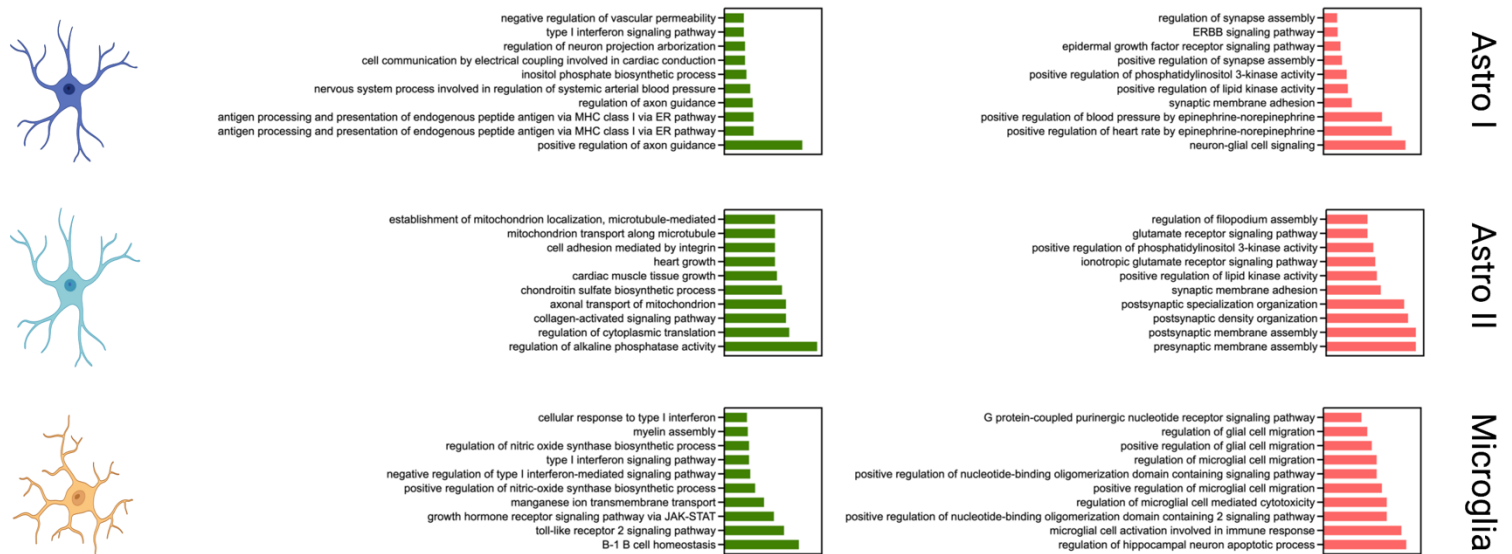 negative regulation of vascular permeability
type I interferon signaling pathway
regulation of neuron projection arborization
cell communication by electrical coupling involved in cardiac conduction
inositol phosphate biosynthetic process
nervous system process involved in regulation of systemic arterial blood pressure
regulation of axon guidance
antigen processing and presentation of endogenous peptide antigen via MHC class I via ER pathway
antigen processing and presentation of endogenous peptide antigen via MHC class I via ER pathway
positive regulation of axon guidance
regulation of synapse assembly
ERBB signaling pathway
epidermal growth factor receptor signaling pathway
positive regulation of synapse assembly
positive regulation of phosphatidylinositol 3-kinase activity
positive regulation of lipid kinase activity
synaptic membrane adhesion
positive regulation of blood pressure by epinephrine-norepinephrine
positive regulation of heart rate by epinephrine-norepinephrine
neuron-glial cell signaling
Astro I
establishment of mitochondrion localization, microtubule-mediated
mitochondrion transport along microtubule
cell adhesion mediated by integrin
heart growth
cardiac muscle tissue growth
chondroitin sulfate biosynthetic process
axonal transport of mitochondrion
collagen-activated signaling pathway
regulation of cytoplasmic translation
regulation of alkaline phosphatase activity
regulation of filopodium assembly
glutamate receptor signaling pathway
positive regulation of phosphatidylinositol 3-kinase activity
ionotropic glutamate receptor signaling pathway
positive regulation of lipid kinase activity
synaptic membrane adhesion
postsynaptic specialization organization
postsynaptic density organization
postsynaptic membrane assembly
presynaptic membrane assembly
Astro II
cellular response to type I interferon
myelin assembly
regulation of nitric oxide synthase biosynthetic process
type I interferon signaling pathway
negative regulation of type I interferon-mediated signaling pathway
positive regulation of nitric-oxide synthase biosynthetic process
manganese ion transmembrane transport
growth hormone receptor signaling pathway via JAK-STAT
toll-like receptor 2 signaling pathway
B-1 B cell homeostasis
G protein-coupled purinergic nucleotide receptor signaling pathway
regulation of glial cell migration
positive regulation of glial cell migration
regulation of microglial cell migration
positive regulation of nucleotide-binding oligomerization domain containing signaling pathway
positive regulation of microglial cell migration
regulation of microglial cell mediated cytotoxicity
positive regulation of nucleotide-binding oligomerization domain containing 2 signaling pathway
microglial cell activation involved in immune response
regulation of hippocampal neuron apoptotic process
Microglia